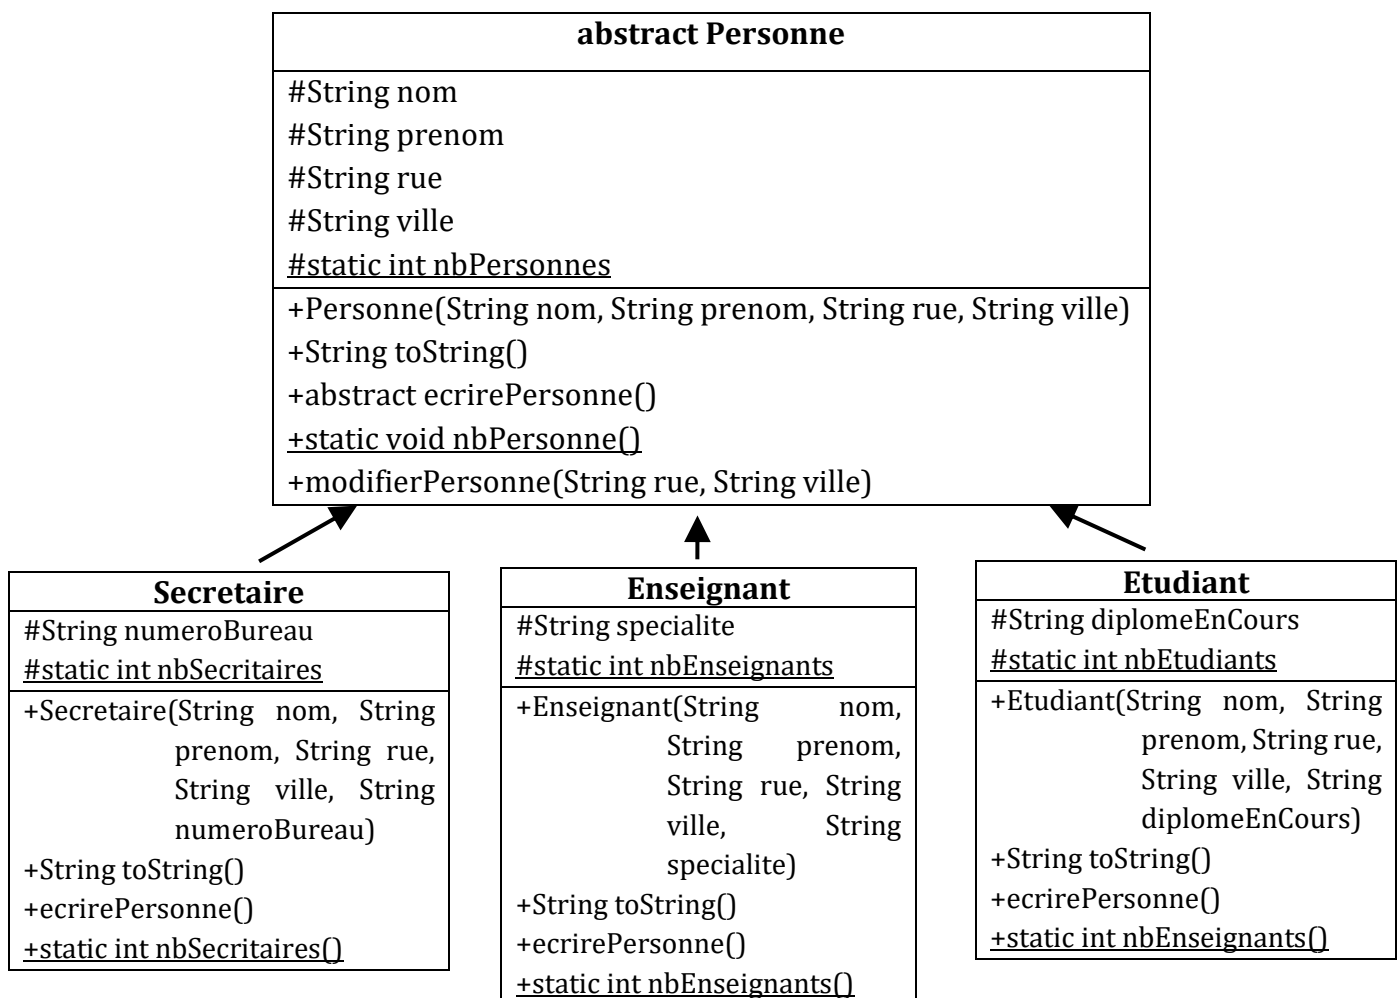 abstract Personne
#String nom
#String prenom
#String rue
#String ville
#static int nbPersonnes
+Personne(String nom, String prenom, String rue, String ville)
+String toString()
+abstract ecrirePersonne()
+static void nbPersonne()
+modifierPersonne(String rue, String ville)
Secretaire
#String numeroBureau
#static int nbSecritaires
+Secretaire(String nom, String
prenom, String rue,
String ville, String
numeroBureau)
+String toString()
+ecrirePersonne()
+static int nbSecritaires()
Enseignant
#String specialite
#static int nbEnseignants
+Enseignant(String nom,
String prenom,
String rue, String
ville, String
specialite)
+String toString()
+ecrirePersonne()
+static int nbEnseignants()
Etudiant
#String diplomeEnCours
#static int nbEtudiants
+Etudiant(String nom, String
prenom, String rue,
String ville, String
diplomeEnCours)
+String toString()
+ecrirePersonne()
+static int nbEnseignants()